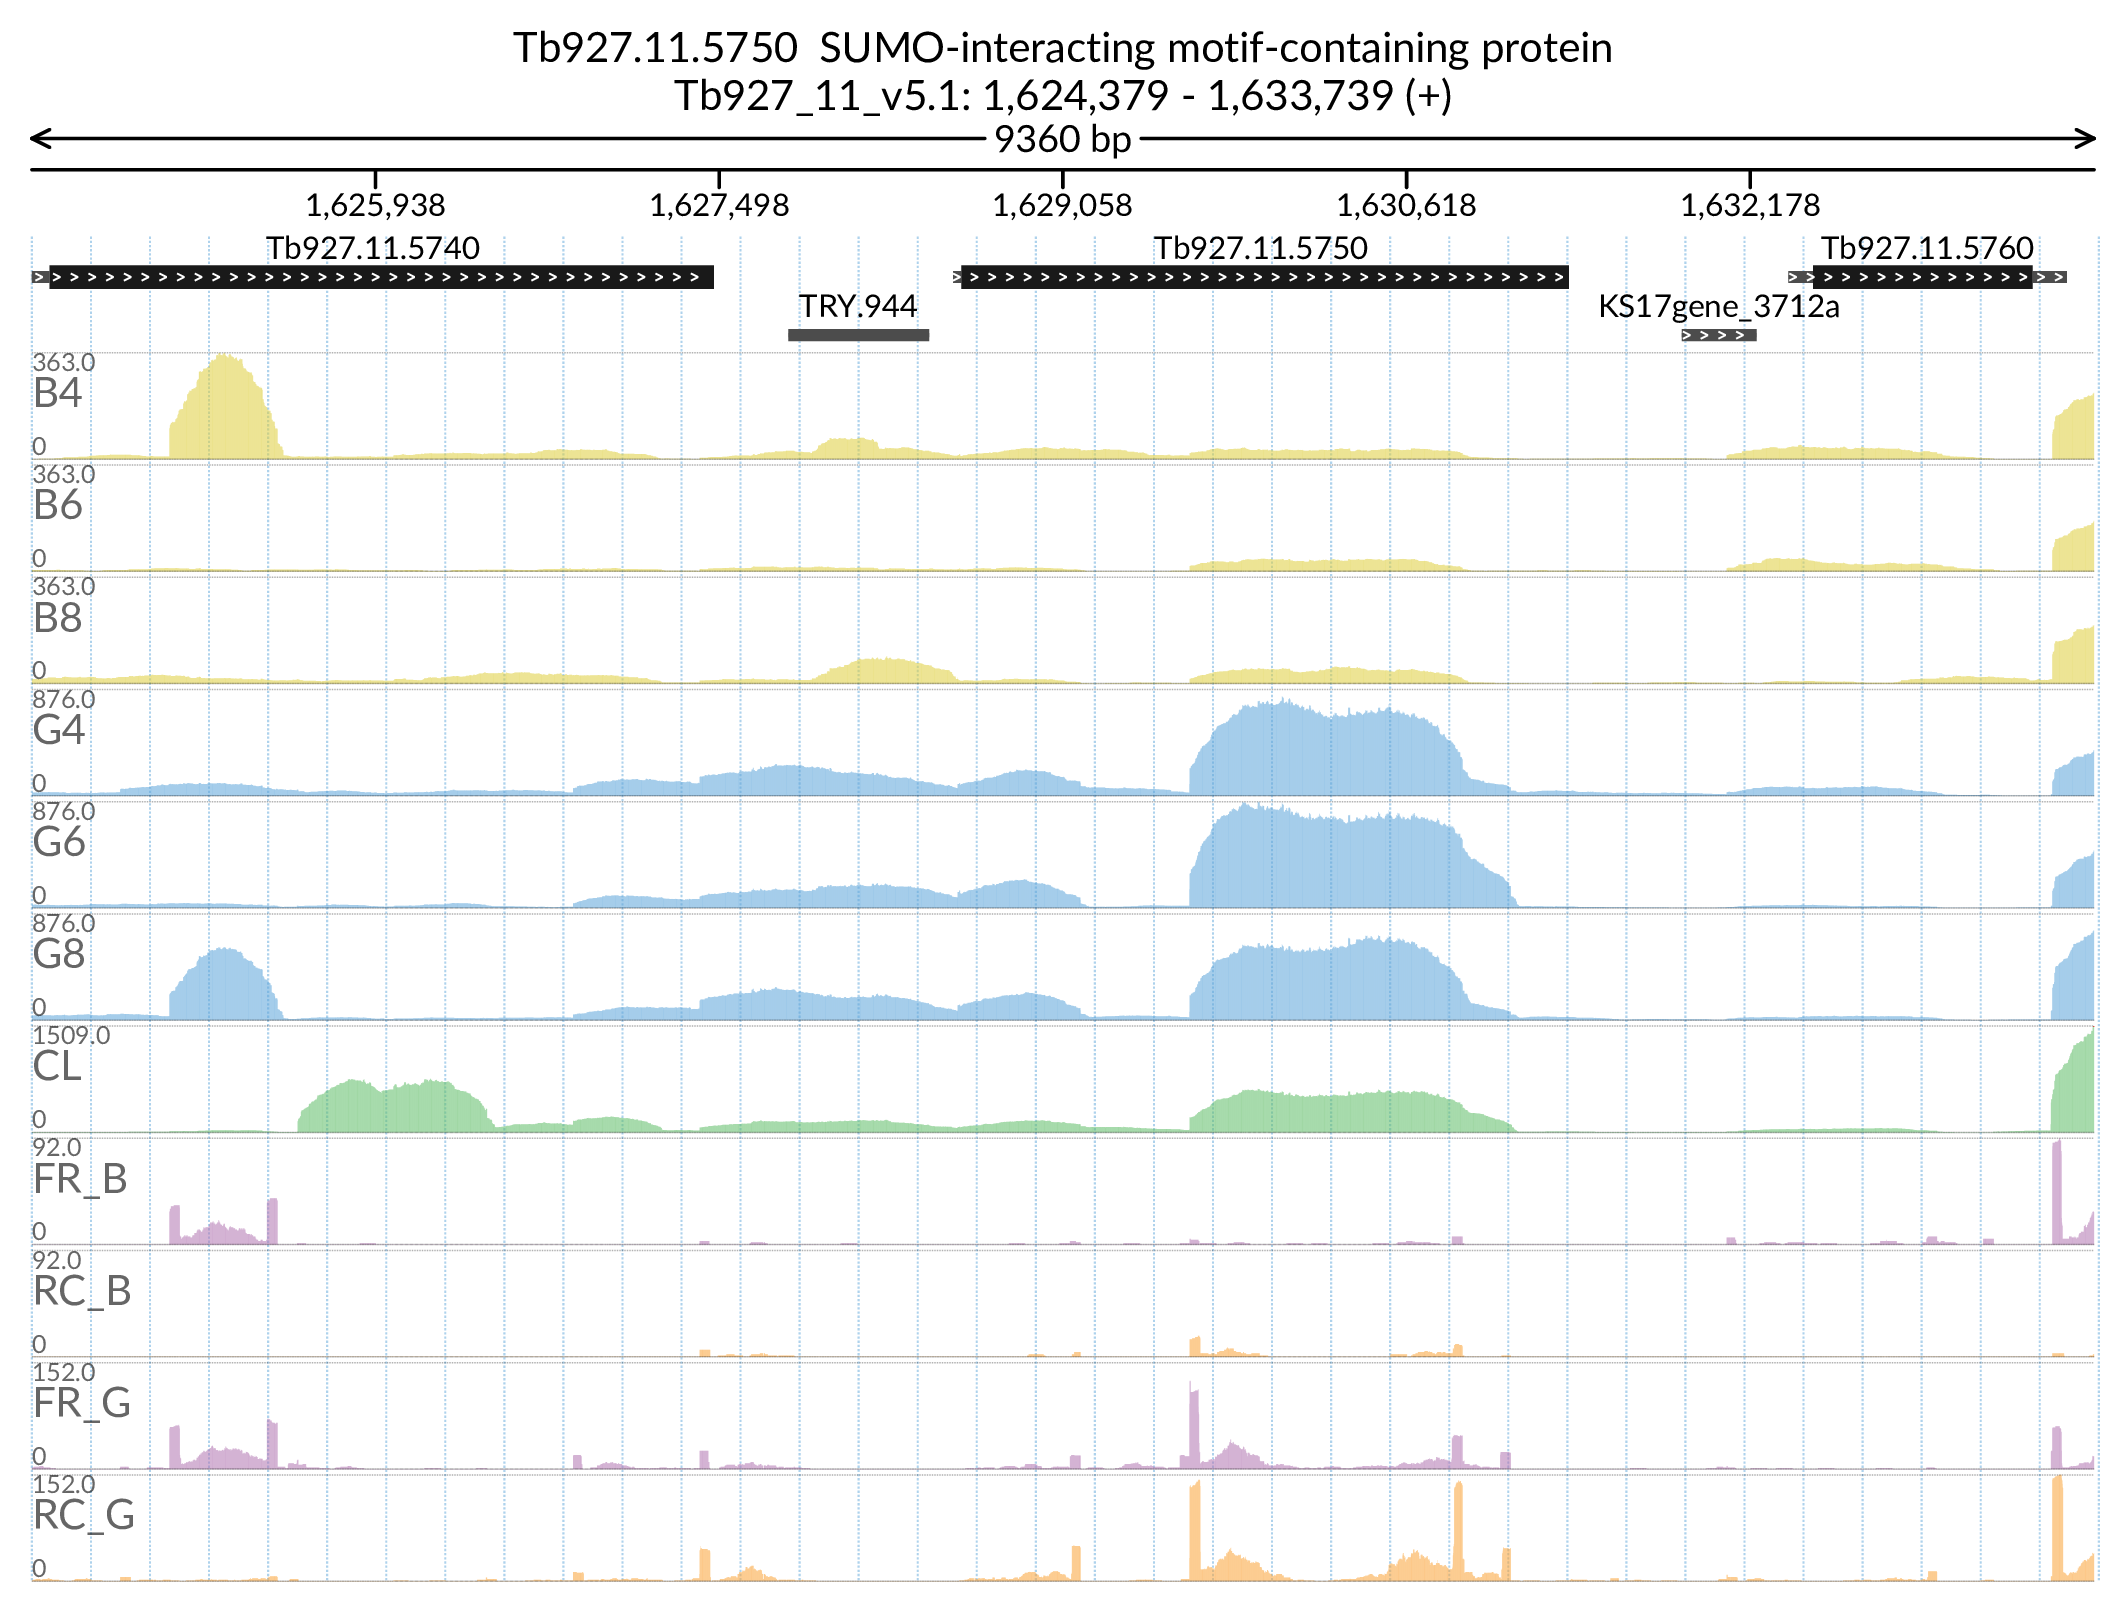 Tb927.11.5750  SUMO-interacting motif-containing protein
Tb927_11_v5.1: 1,624,379 - 1,633,739 (+)
9360 bp
1,625,938 1,627,498 1,629,058 1,630,618 1,632,178
Tb927.11.5740 Tb927.11.5750 Tb927.11.5760
TRY.944 KS17gene_3712a
363.0
B4
0
363.0
B6
0
363.0
B8
0
876.0
G4
0
876.0
G6
0
876.0
G8
0
1509.0
CL
0
92.0
FR_B
0
92.0
RC_B
0
152.0
FR_G
0
152.0
RC_G
0